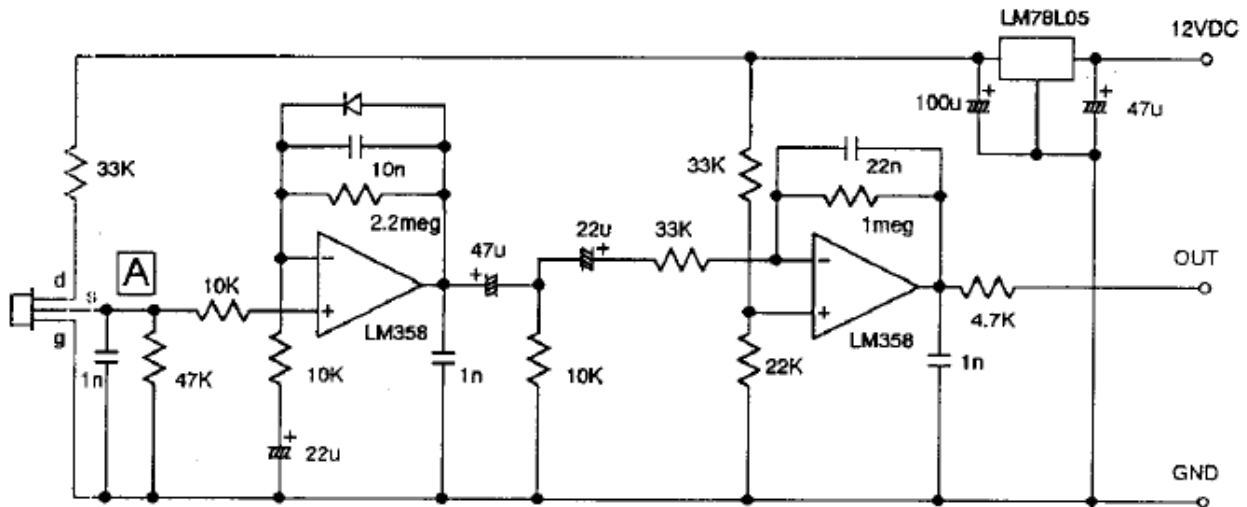 LM78L05
12VDC
100u +
+ 47u
33K
10n
2.2meg
33K
22n
1meg
22u
+
33K
47u
+
A
d
s
g
10K
−
+
LM358
−
+
LM358
OUT
4.7K
1n
47K
10K
1n
10K
22K
1n
+
22u
GND